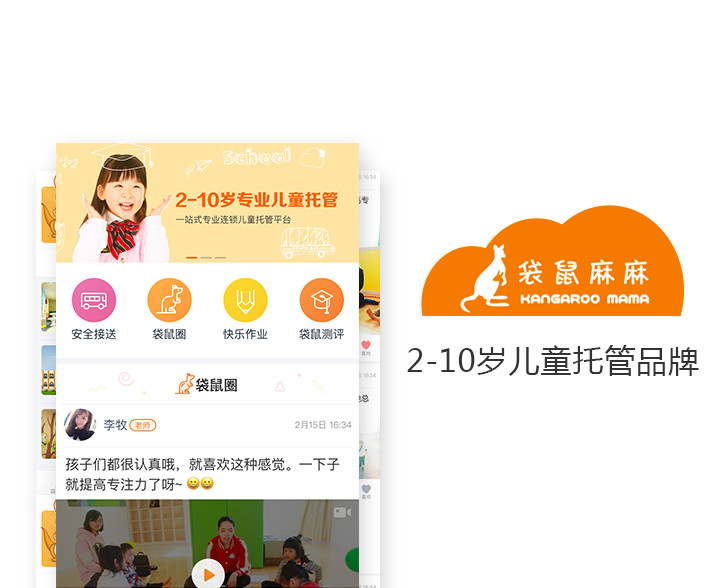 School
2-10岁专业儿童托管
一站式专业连锁儿童托管平台
安全接送
袋鼠圈
快乐作业
袋鼠测评
袋鼠圈
李牧
老师
2月15日 16:34
孩子们都很认真哦，就喜欢这种感觉。一下子
就提高专注力了呀~ 😀😀
袋鼠麻麻
KANGAROO MAMA
2-10岁儿童托管品牌